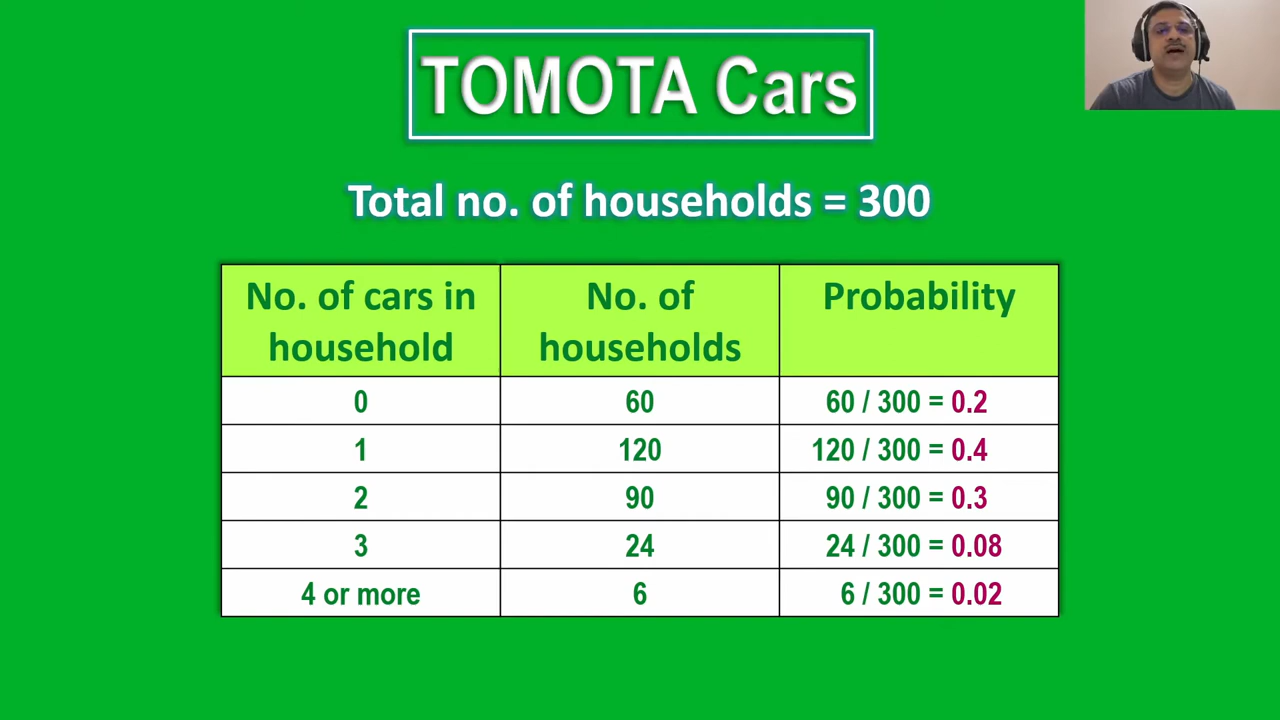 TOMOTA Cars
Total no. of households = 300
No. of cars in household | No. of households | Probability
0 | 60 | 60 / 300 = 0.2
1 | 120 | 120 / 300 = 0.4
2 | 90 | 90 / 300 = 0.3
3 | 24 | 24 / 300 = 0.08
4 or more | 6 | 6 / 300 = 0.02